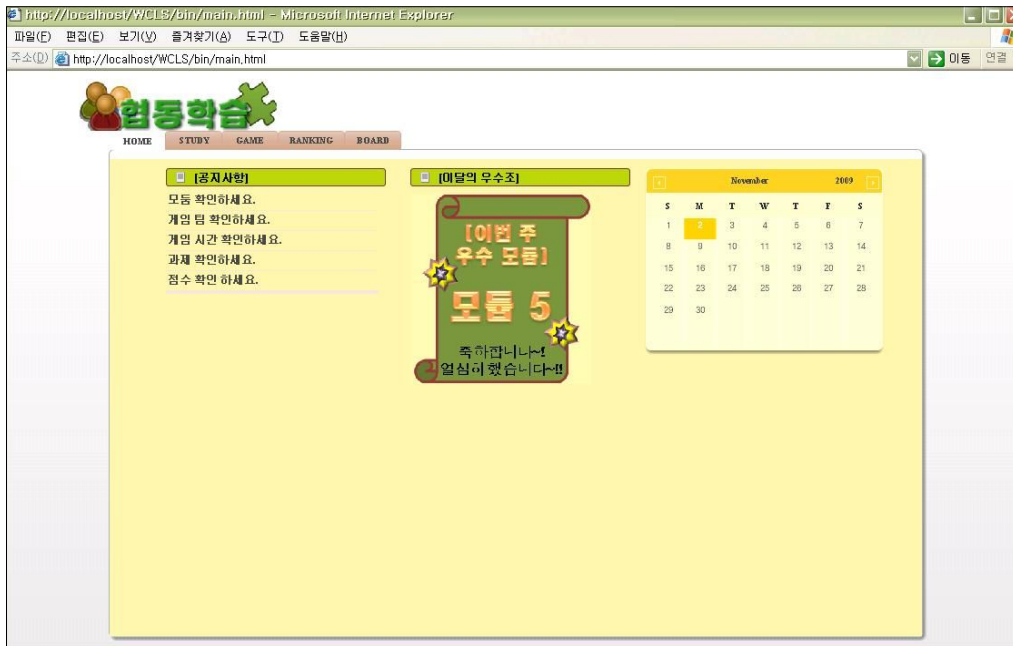 http://localhost/WCLS/bin/main.html - Microsoft Internet Explorer
파일(F) 편집(E) 보기(V) 즐겨찾기(A) 도구(T) 도움말(H)
주소(D) http://localhost/WCLS/bin/main.html 이동 연결
협동학습
HOME STUDY GAME RANKING BOARD
[공지사항]
모둠 확인하세요.
게임 팀 확인하세요.
게임 시간 확인하세요.
과제 확인하세요.
점수 확인 하세요.
[이달의 우수조]
[이번 주
우수 모둠]
모둠 5
축하합니다~!
열심히 했습니다~!!
November 2009
S M T W T F S
1 2 3 4 5 6 7
8 9 10 11 12 13 14
15 16 17 18 19 20 21
22 23 24 25 26 27 28
29 30